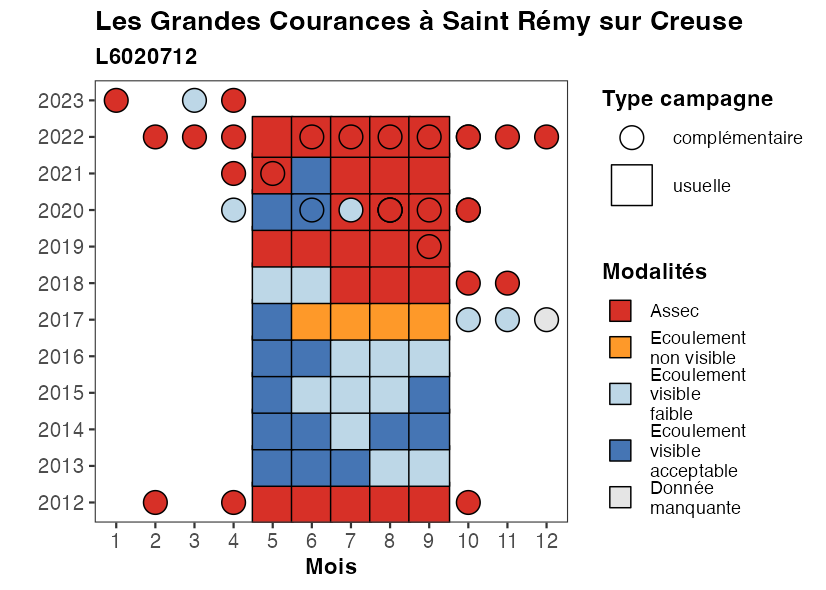 Les Grandes Courances à Saint Rémy sur Creuse
L6020712
2023
2022
2021
2020
2019
2018
2017
2016
2015
2014
2013
2012
1 2 3 4 5 6 7 8 9 10 11 12
Mois
Type campagne
complémentaire
usuelle
Modalités
Assec
Ecoulement
non visible
Ecoulement
visible
faible
Ecoulement
visible
acceptable
Donnée
manquante